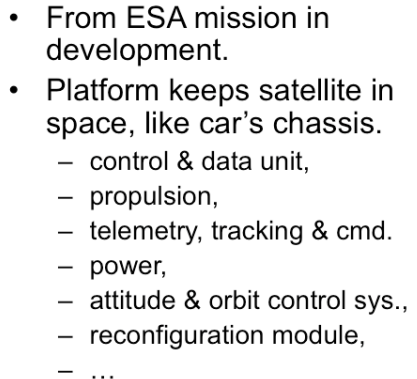 • From ESA mission in
development.
• Platform keeps satellite in
space, like car's chassis.
– control & data unit,
– propulsion,
– telemetry, tracking & cmd.
– power,
– attitude & orbit control sys.,
– reconfiguration module,
– …